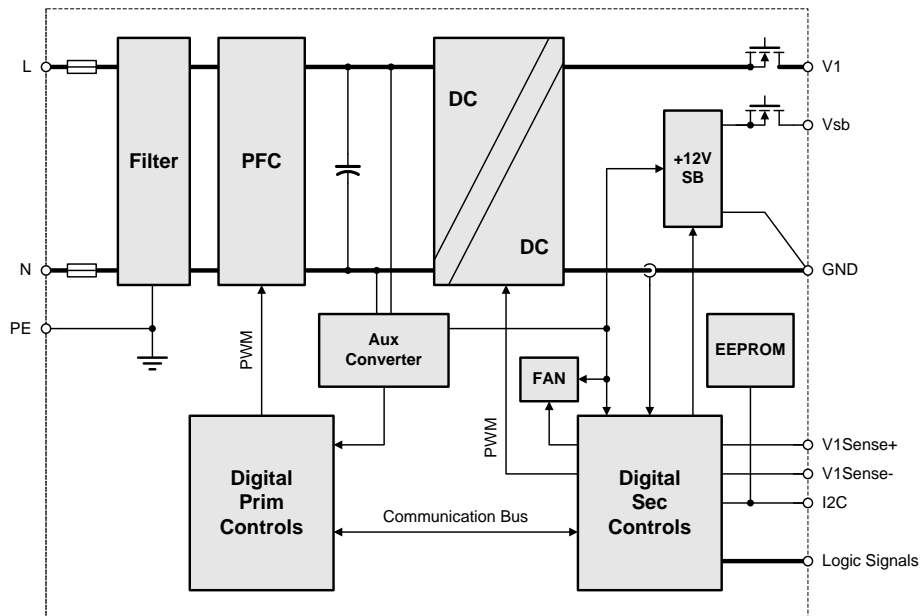 L
Filter
PFC
DC
DC
V1
Vsb
+12V
SB
N
GND
PE
PWM
Aux
Converter
EEPROM
FAN
PWM
Digital
Prim
Controls
Communication Bus
Digital
Sec
Controls
V1Sense+
V1Sense-
I2C
Logic Signals